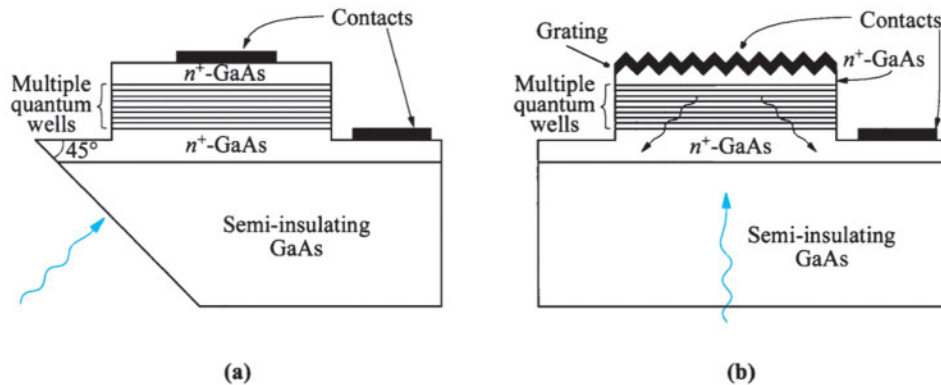 Contacts
n⁺-GaAs
Multiple
quantum
wells
n⁺-GaAs
45°
Semi-insulating
GaAs
(a)
Contacts
Grating
n⁺-GaAs
Multiple
quantum
wells
n⁺-GaAs
Semi-insulating
GaAs
(b)